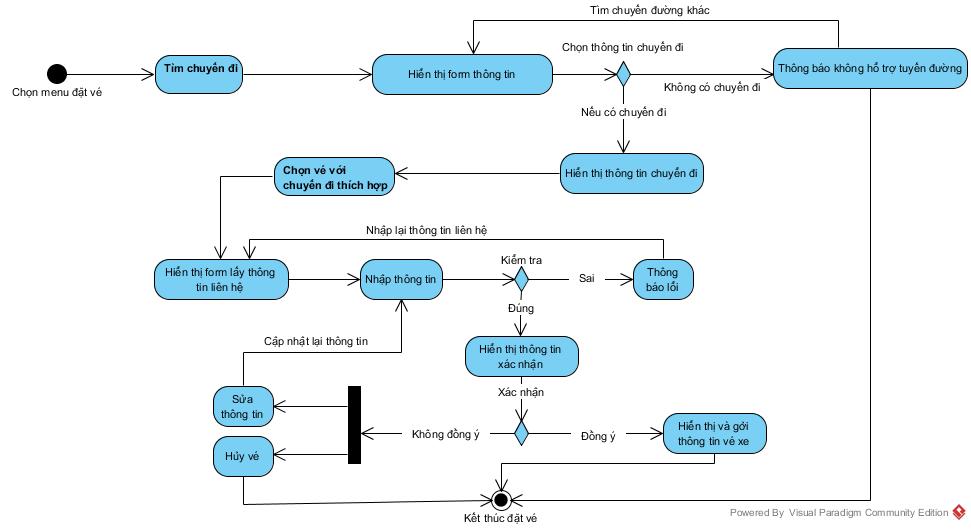 Tìm chuyến đường khác
Chọn thông tin chuyến đi
Tìm chuyến đi
Hiển thị form thông tin
Thông báo không hỗ trợ tuyến đường
Chọn menu đặt vé
Không có chuyến đi
Nếu có chuyến đi
Chọn vé với
chuyến đi thích hợp
Hiển thị thông tin chuyến đi
Nhập lại thông tin liên hệ
Kiểm tra
Hiển thị form lấy thông
tin liên hệ
Nhập thông tin
Sai
Thông
báo lỗi
Đúng
Cập nhật lại thông tin
Hiển thị thông tin
xác nhận
Xác nhận
Sửa
thông tin
Không đồng ý
Đồng ý
Hiển thị và gởi
thông tin vé xe
Hủy vé
Kết thúc đặt vé
Powered By Visual Paradigm Community Edition